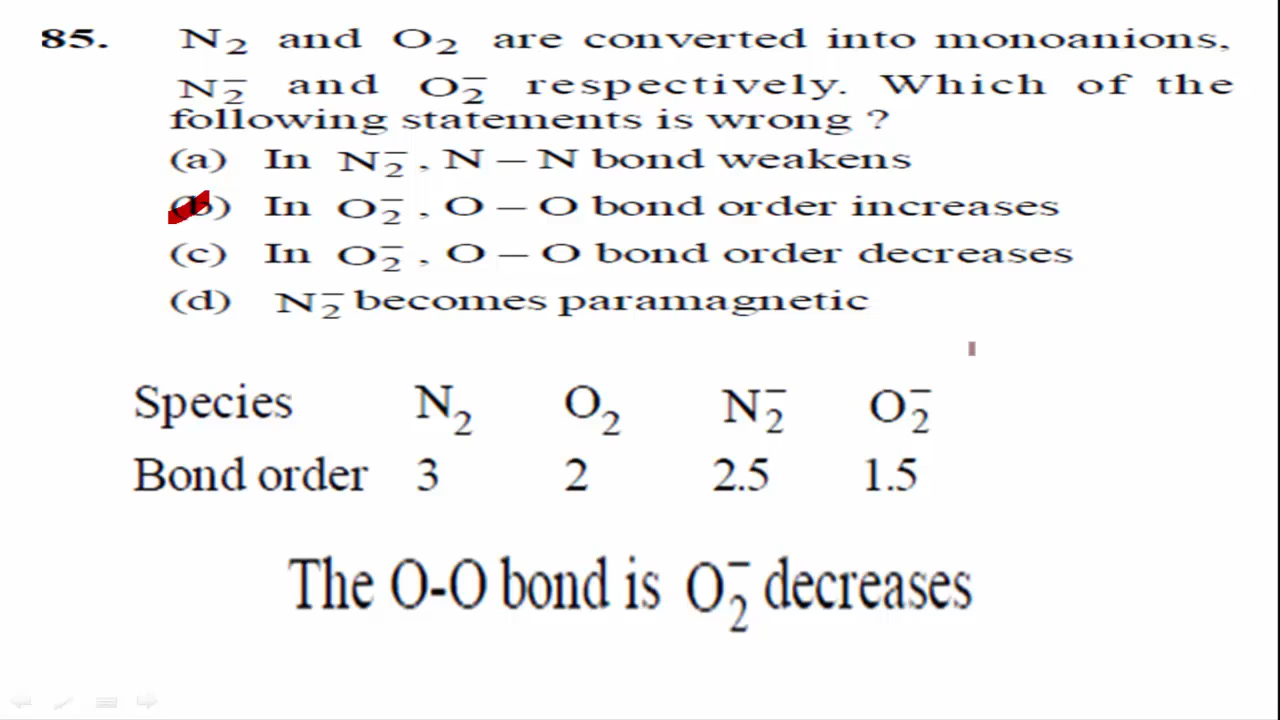 85. N₂ and O₂ are converted into monoanions,
N₂⁻ and O₂⁻ respectively. Which of the
following statements is wrong ?
(a) In N₂⁻, N – N bond weakens
(b) In O₂⁻, O – O bond order increases
(c) In O₂⁻, O – O bond order decreases
(d) N₂⁻ becomes paramagnetic
Species N₂ O₂ N₂⁻ O₂⁻
Bond order 3 2 2.5 1.5
The O-O bond is O₂⁻ decreases